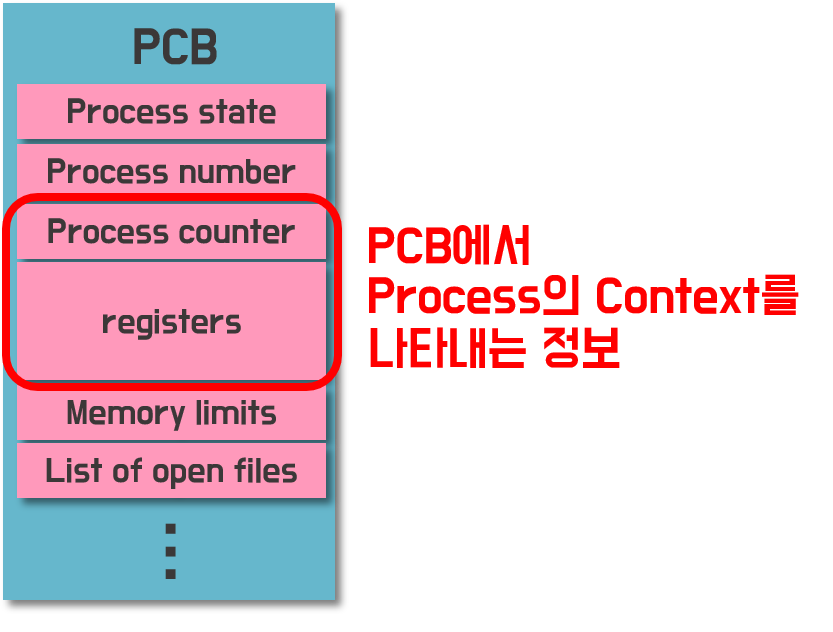 PCB
Process state
Process number
Process counter
registers
Memory limits
List of open files
PCB에서
Process의 Context를
나타내는 정보